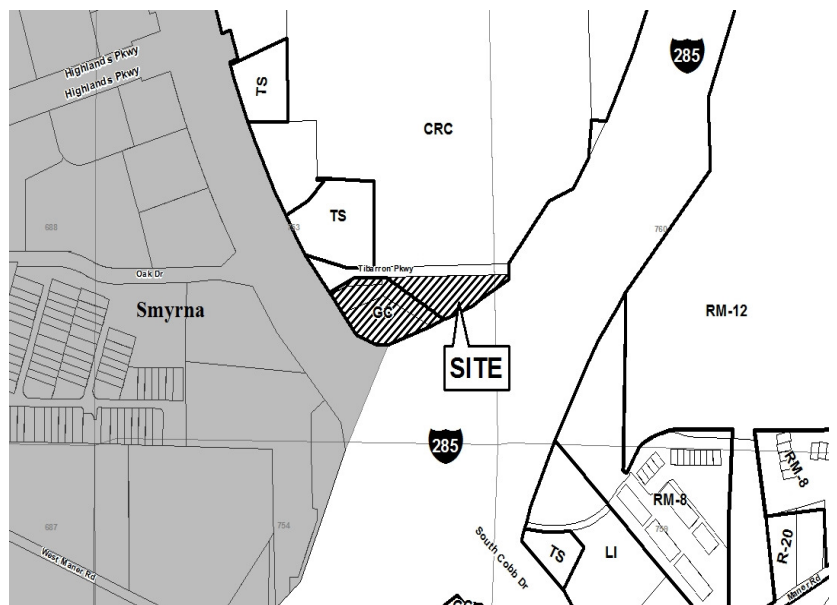 Highlands Pkwy
Highlands Pkwy
285
TS
CRC
TS
688
763
760
Tibarron Pkwy
Oak Dr
Smyrna
GC
RM-12
SITE
285
RM-8
RM-8
687
754
759
West Maner Rd
South Cobb Dr
TS
LI
R-20
Maner Rd